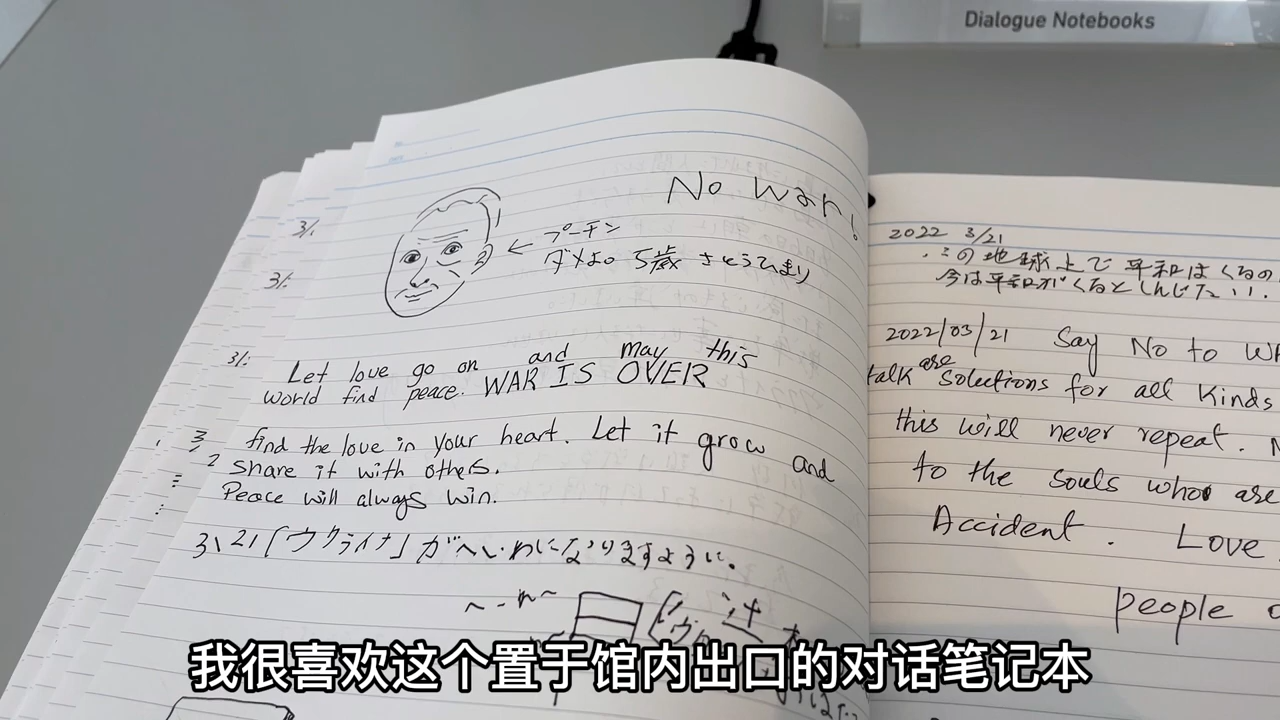 Dialogue Notebooks
No War!
← プーチン
ダメよ 5歳 さとうひまり
3/.
3/:
3/:
Let love go on and may this
world find peace. WAR IS OVER
find the love in your heart. Let it grow and
share it with others.
Peace will always win.
3、21「ウクライナ」がへいわになりますように。
2022 3/21
この地球上で平和はくるの
今は平和がくるとしんじたい!.
2022/03/21 Say No to
talk are solutions for all kinds
this will never repeat.
to the souls who are
Accident. Love
people
我很喜欢这个置于馆内出口的对话笔记本